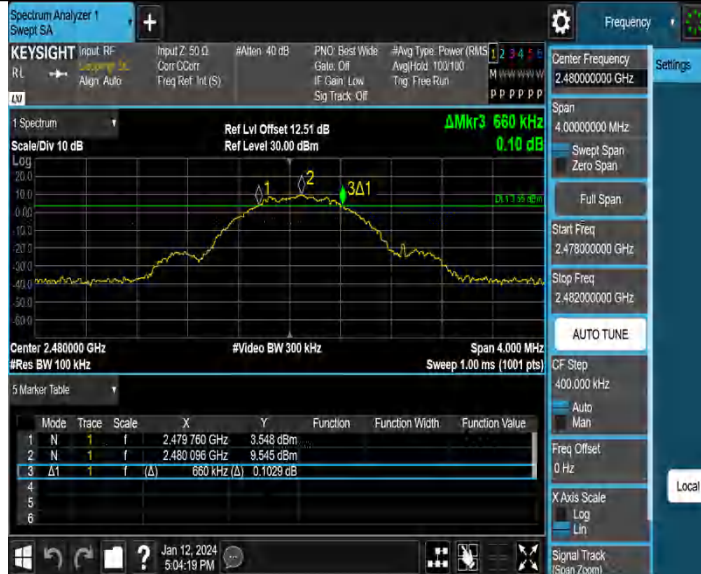 Spectrum Analyzer 1
Swept SA
+
Frequency
KEYSIGHT Input: RF Input Z: 50 Ω #Atten: 40 dB PNO: Best Wide #Avg Type: Power (RMS 1 2 3 4 5 6
RL Corr CCorr Gate: Off Avg|Hold: 100/100 M W W W W W
Align: Auto Freq Ref: Int (S) IF Gain: Low Trig: Free Run
Sig Track: Off P P P P P P
LXI
1 Spectrum
Scale/Div 10 dB
Ref Lvl Offset 12.51 dB
Ref Level 30.00 dBm
ΔMkr3 660 kHz
0.10 dB
Log
20.0
10.0
0.00
-10.0
-20.0
-30.0
-40.0
-50.0
-60.0
1
2
3Δ1
Center 2.480000 GHz
#Video BW 300 kHz
Span 4.000 MHz
#Res BW 100 kHz
Sweep 1.00 ms (1001 pts)
5 Marker Table
Mode Trace Scale X Y Function Function Width Function Value
1 N 1 f 2.479 760 GHz 3.548 dBm
2 N 1 f 2.480 096 GHz 9.545 dBm
3 Δ1 1 f (Δ) 660 kHz (Δ) 0.1029 dB
4
5
6
?
Jan 12, 2024
5:04:19 PM
Center Frequency
2.480000000 GHz
Settings
Span
4.00000000 MHz
Swept Span
Zero Span
Full Span
Start Freq
2.478000000 GHz
Stop Freq
2.482000000 GHz
AUTO TUNE
CF Step
400.000 kHz
Auto
Man
Freq Offset
0 Hz
Local
X Axis Scale
Log
Lin
Signal Track
(Span Zoom)